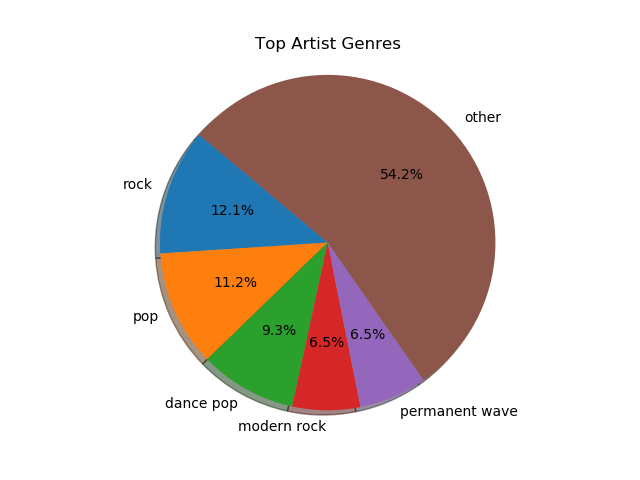 Top Artist Genres
other
54.2%
rock
12.1%
11.2%
pop
9.3%
6.5%
6.5%
dance pop
modern rock
permanent wave